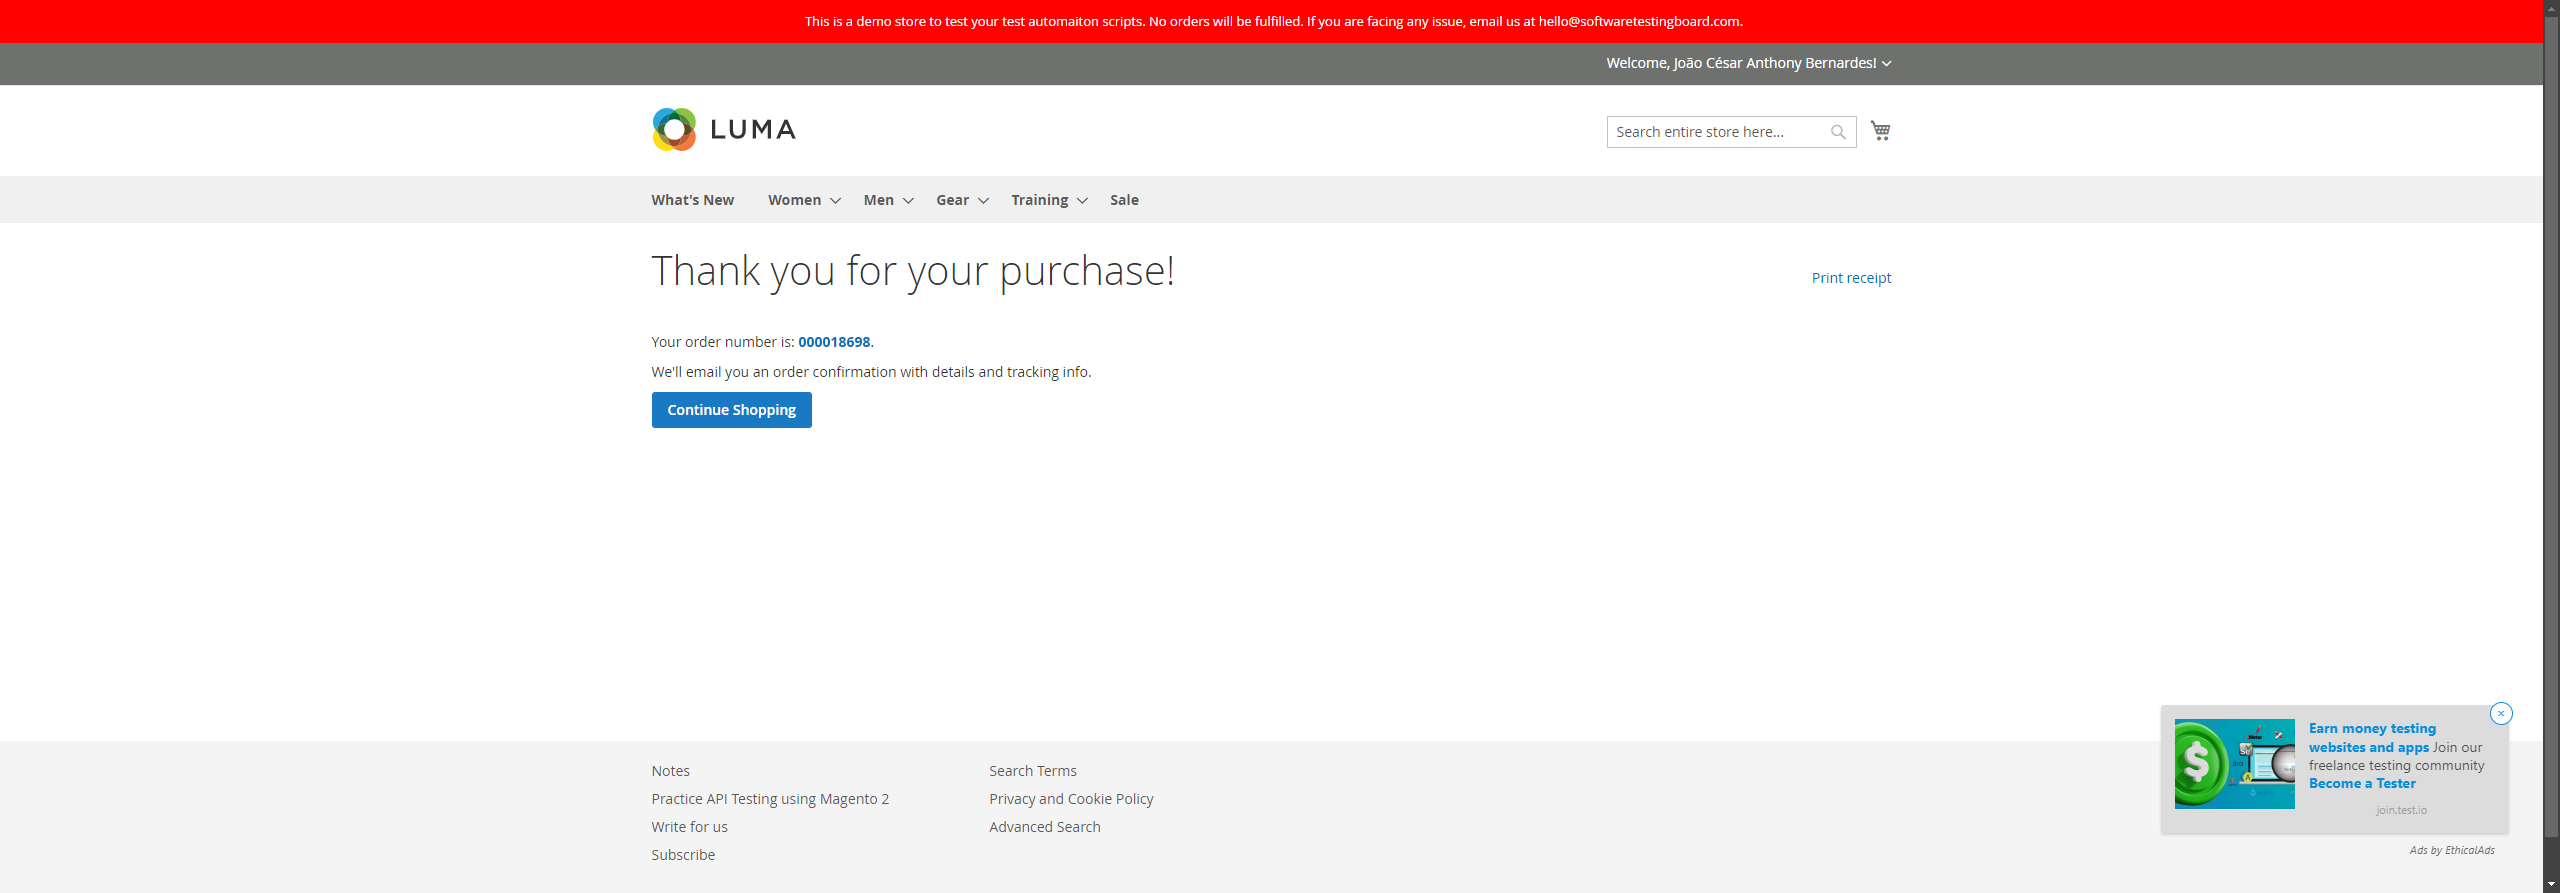 This is a demo store to test your test automaiton scripts. No orders will be fulfilled. If you are facing any issue, email us at hello@softwaretestingboard.com.
Welcome, João César Anthony Bernardes!
LUMA
Search entire store here...
What's New Women Men Gear Training Sale
Thank you for your purchase!
Print receipt
Your order number is: 000018698.
We'll email you an order confirmation with details and tracking info.
Continue Shopping
Notes
Practice API Testing using Magento 2
Write for us
Subscribe
Search Terms
Privacy and Cookie Policy
Advanced Search
Earn money testing
websites and apps Join our
freelance testing community
Become a Tester
join.test.io
Ads by EthicalAds